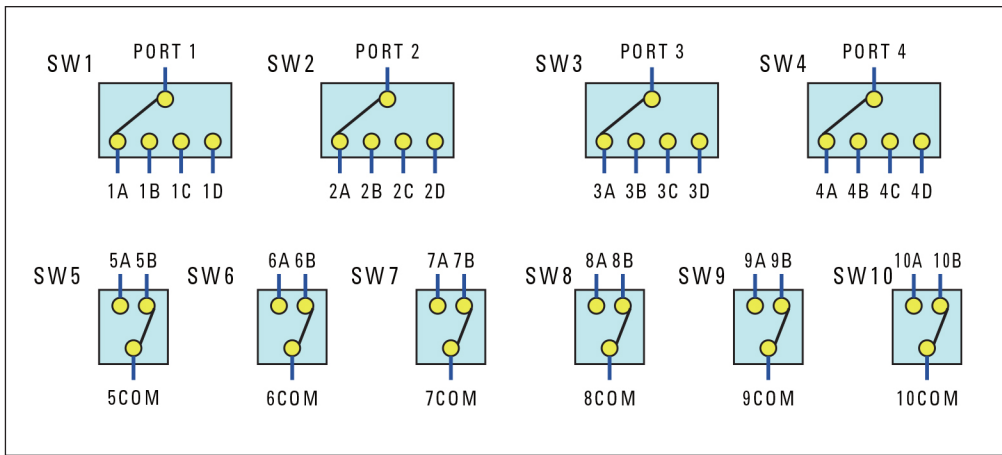 SW1 PORT 1 SW2 PORT 2 SW3 PORT 3 SW4 PORT 4
1A 1B 1C 1D 2A 2B 2C 2D 3A 3B 3C 3D 4A 4B 4C 4D
SW5 5A 5B SW6 6A 6B SW7 7A 7B SW8 8A 8B SW9 9A 9B SW10 10A 10B
5COM 6COM 7COM 8COM 9COM 10COM